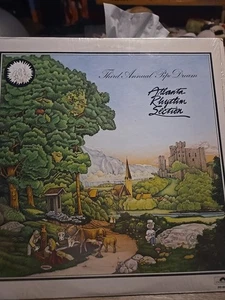 Third Annual Pipe Dream
Atlanta
Rhythm
Section